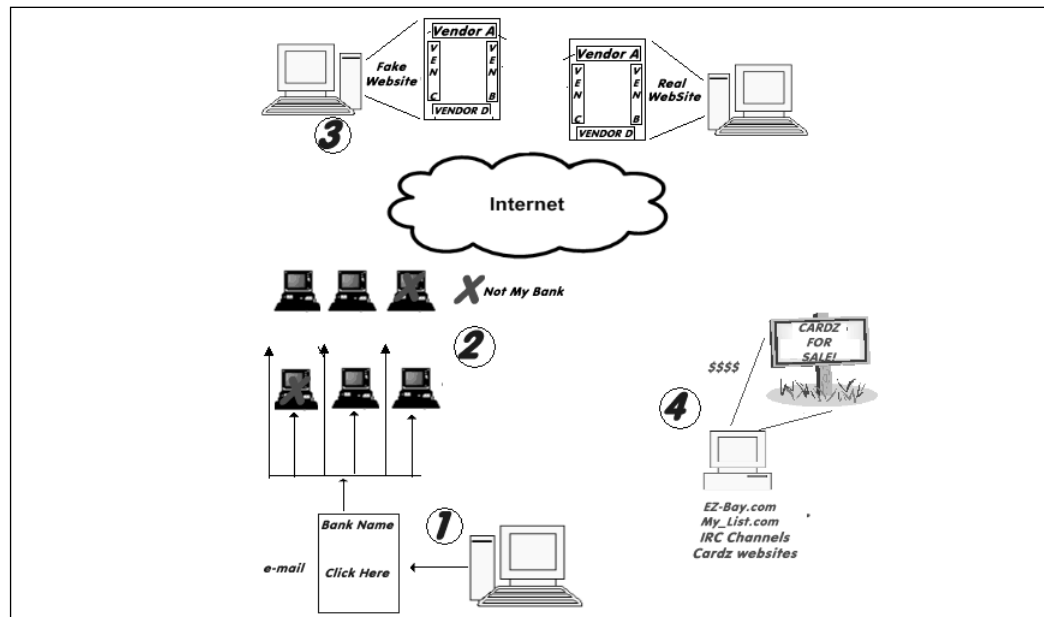 Vendor A
V
E
N
C
V
E
N
B
VENDOR D
Fake
Website
3
Vendor A
V
E
N
C
V
E
N
B
VENDOR D
Real
WebSite
Internet
X Not My Bank
2
CARDZ
FOR
SALE!
$$$$
4
EZ-Bay.com
My_List.com
IRC Channels
Cardz websites
1
Bank Name
Click Here
e-mail